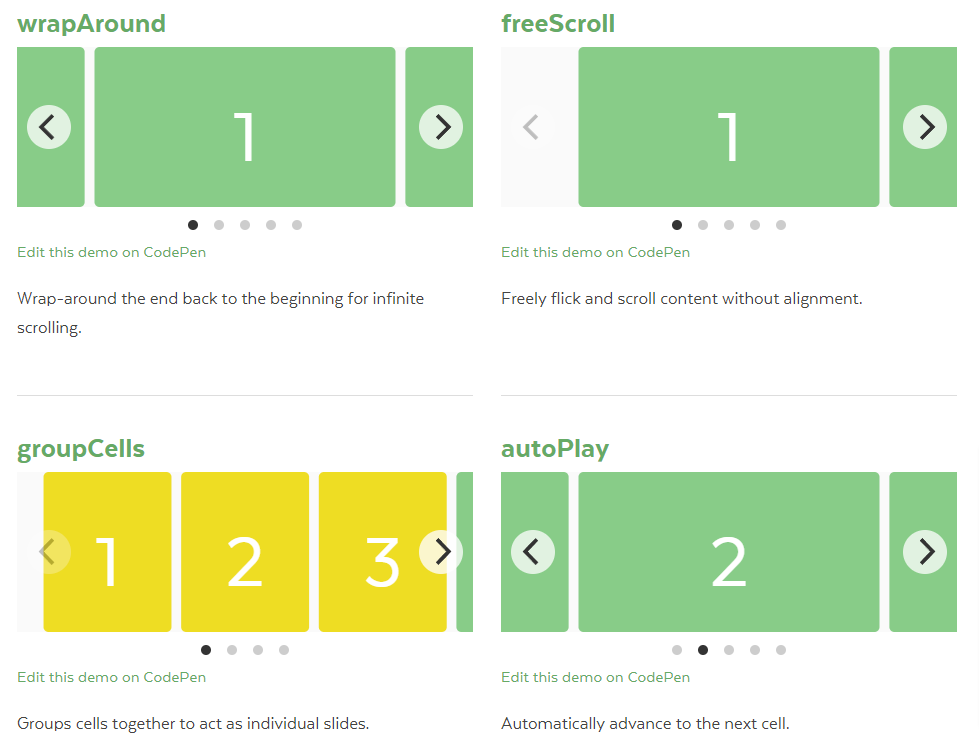 wrapAround
1
Edit this demo on CodePen
Wrap-around the end back to the beginning for infinite
scrolling.
freeScroll
1
Edit this demo on CodePen
Freely flick and scroll content without alignment.
groupCells
1 2 3
Edit this demo on CodePen
Groups cells together to act as individual slides.
autoPlay
2
Edit this demo on CodePen
Automatically advance to the next cell.